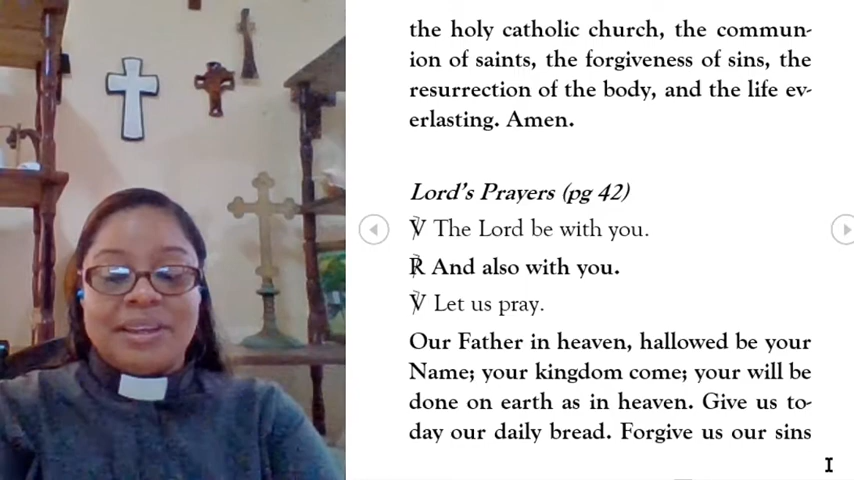 the holy catholic church, the commun-
ion of saints, the forgiveness of sins, the
resurrection of the body, and the life ev-
erlasting. Amen.
Lord's Prayers (pg 42)
℣ The Lord be with you.
℟ And also with you.
℣ Let us pray.
Our Father in heaven, hallowed be your
Name; your kingdom come; your will be
done on earth as in heaven. Give us to-
day our daily bread. Forgive us our sins